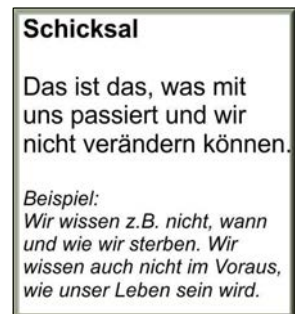 Schicksal
Das ist das, was mit
uns passiert und wir
nicht verändern können.
Beispiel:
Wir wissen z.B. nicht, wann
und wie wir sterben. Wir
wissen auch nicht im Voraus,
wie unser Leben sein wird.